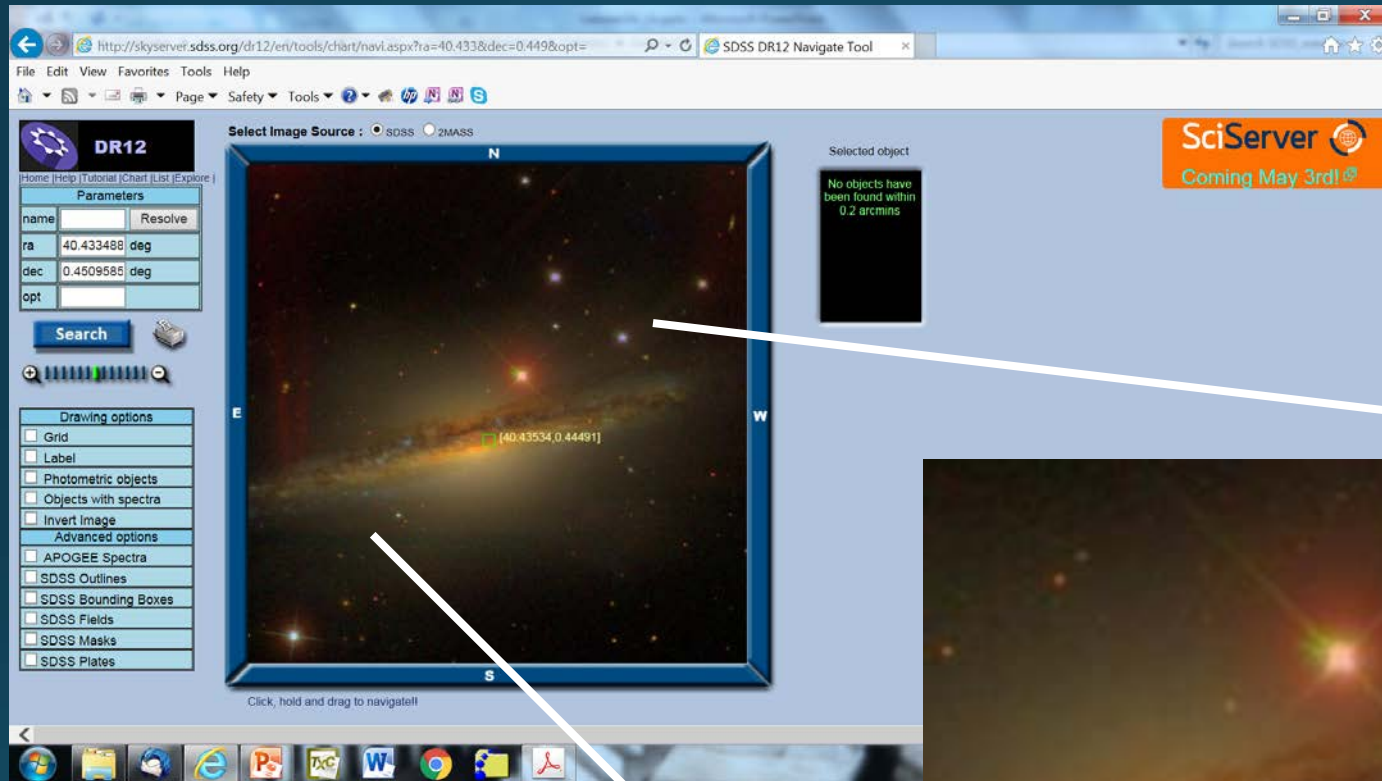 http://skyserver.sdss.org/dr12/en/tools/chart/navi.aspx?ra=40.433&dec=0.449&opt=
SDSS DR12 Navigate Tool
File Edit View Favorites Tools Help
Page Safety Tools
DR12
Select Image Source : SDSS 2MASS
|Home |Help |Tutorial |Chart |List |Explore |
Parameters
name Resolve
ra 40.433488 deg
dec 0.4509585 deg
opt
Search
Drawing options
Grid
Label
Photometric objects
Objects with spectra
Invert Image
Advanced options
APOGEE Spectra
SDSS Outlines
SDSS Bounding Boxes
SDSS Fields
SDSS Masks
SDSS Plates
N
E
W
S
[40.43534,0.44491]
Click, hold and drag to navigate!!
Selected object
No objects have
been found within
0.2 arcmins
SciServer
Coming May 3rd!